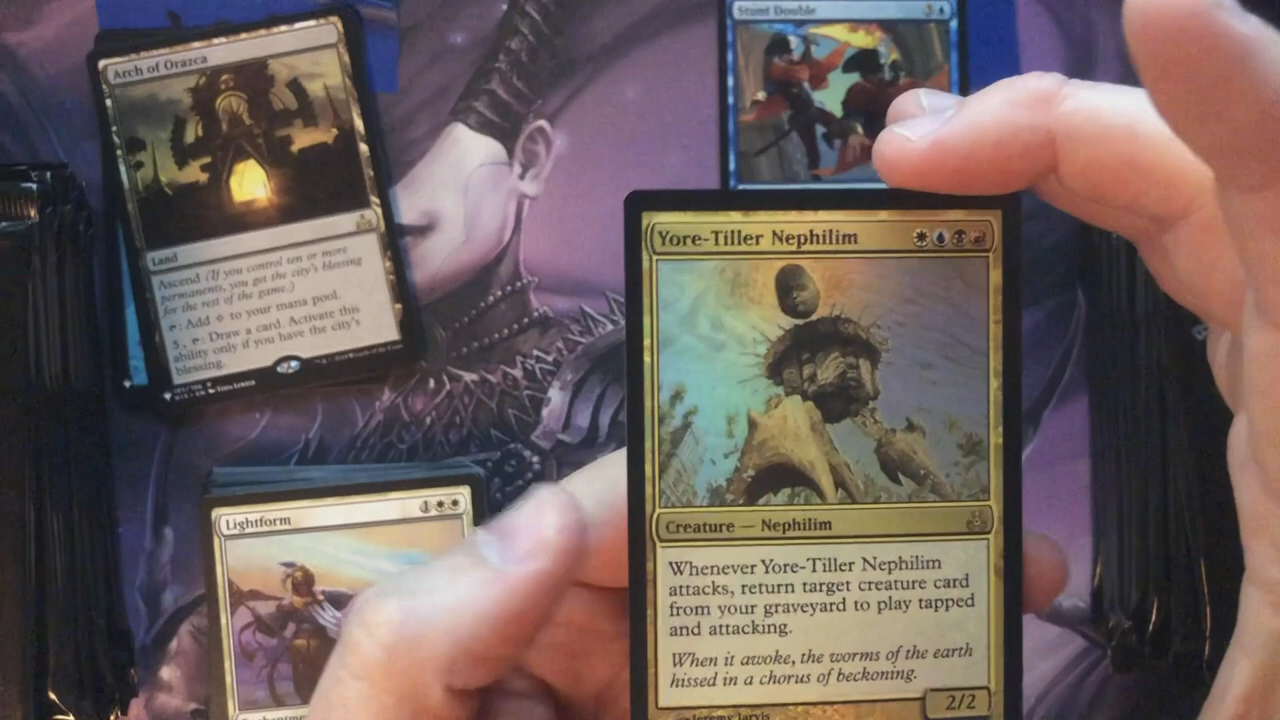 Arch of Orazca
Land
Ascend (If you control ten or more
permanents, you get the city's blessing
for the rest of the game.)
: Add to your mana pool.
5, : Draw a card. Activate this
ability only if you have the city's
blessing.
Stunt Double
3
Lightform
1
Yore-Tiller Nephilim
Creature — Nephilim
Whenever Yore-Tiller Nephilim
attacks, return target creature card
from your graveyard to play tapped
and attacking.
When it awoke, the worms of the earth
hissed in a chorus of beckoning.
2/2
Jeremy Jarvis